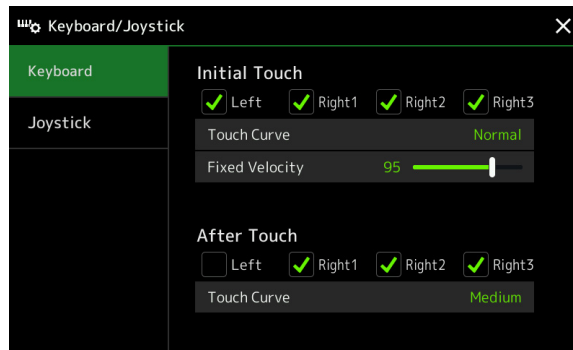 Keyboard/Joystick
Keyboard
Joystick
Initial Touch
Left Right1 Right2 Right3
Touch Curve Normal
Fixed Velocity 95
After Touch
Left Right1 Right2 Right3
Touch Curve Medium